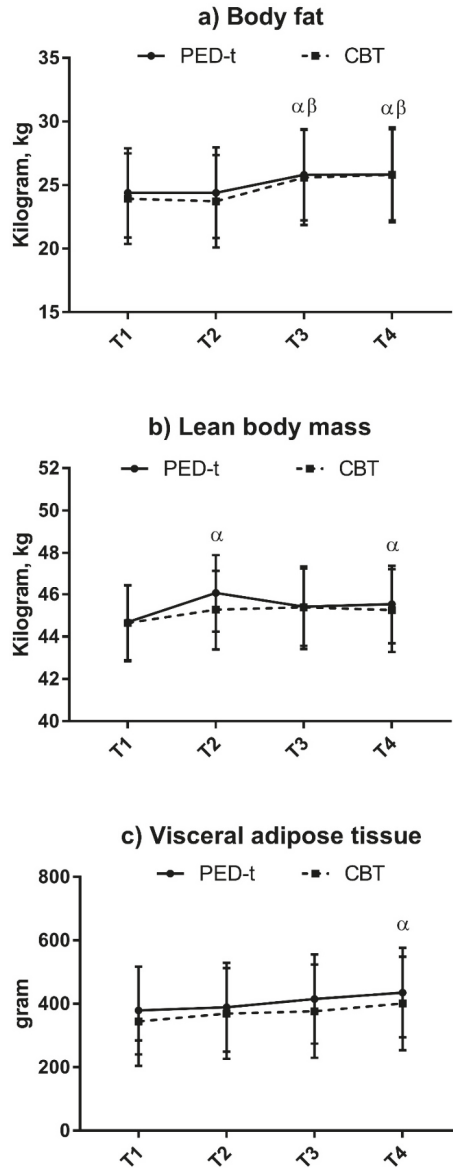 a) Body fat
PED-t CBT
αβ αβ
35
30
25
20
15
Kilogram, kg
T1 T2 T3 T4
b) Lean body mass
PED-t CBT
α α
52
50
48
46
44
42
40
Kilogram, kg
T1 T2 T3 T4
c) Visceral adipose tissue
PED-t CBT
α
800
600
400
200
0
gram
T1 T2 T3 T4